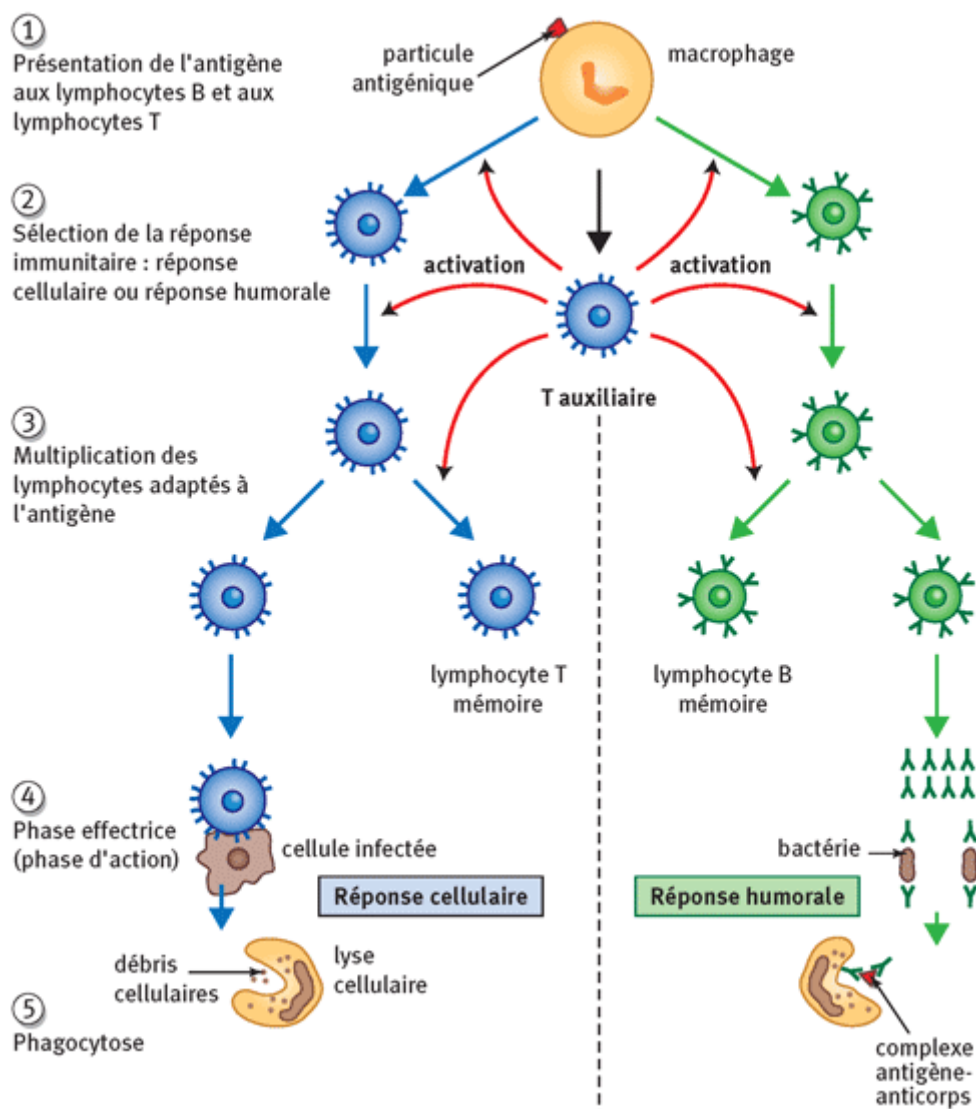 ①
Présentation de l'antigène
aux lymphocytes B et aux
lymphocytes T
particule
antigénique
macrophage
②
Sélection de la réponse
immunitaire : réponse
cellulaire ou réponse humorale
activation
activation
T auxiliaire
③
Multiplication des
lymphocytes adaptés à
l'antigène
lymphocyte T
mémoire
lymphocyte B
mémoire
④
Phase effectrice
(phase d'action)
cellule infectée
bactérie
Réponse cellulaire
Réponse humorale
débris
cellulaires
lyse
cellulaire
⑤
Phagocytose
complexe
antigène-
anticorps